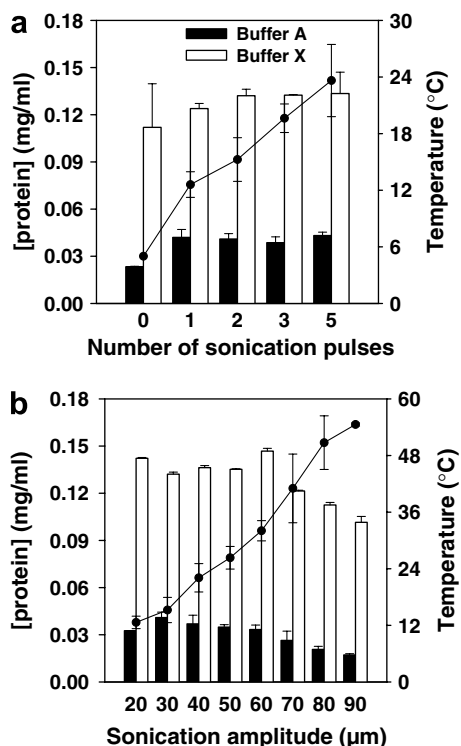 a
Buffer A
Buffer X
[protein] (mg/ml)
0.18
0.15
0.12
0.09
0.06
0.03
0.00
Temperature (°C)
30
24
18
12
6
0
0 1 2 3 5
Number of sonication pulses
b
[protein] (mg/ml)
0.18
0.15
0.12
0.09
0.06
0.03
0.00
Temperature (°C)
60
48
36
24
12
0
20 30 40 50 60 70 80 90
Sonication amplitude (μm)